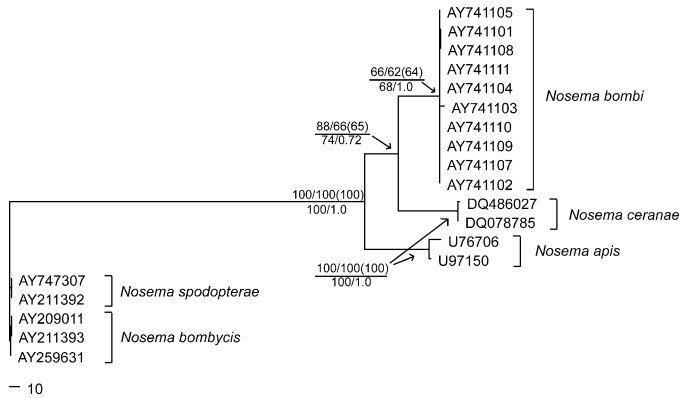 AY741105
AY741101
AY741108
AY741111
66/62(64)
68/1.0
AY741104
Nosema bombi
AY741103
AY741110
88/66(65)
74/0.72
AY741109
AY741107
AY741102
100/100(100)
100/1.0
DQ486027
DQ078785
Nosema ceranae
U76706
U97150
Nosema apis
100/100(100)
100/1.0
AY747307
AY211392
Nosema spodopterae
AY209011
AY211393
AY259631
Nosema bombycis
10